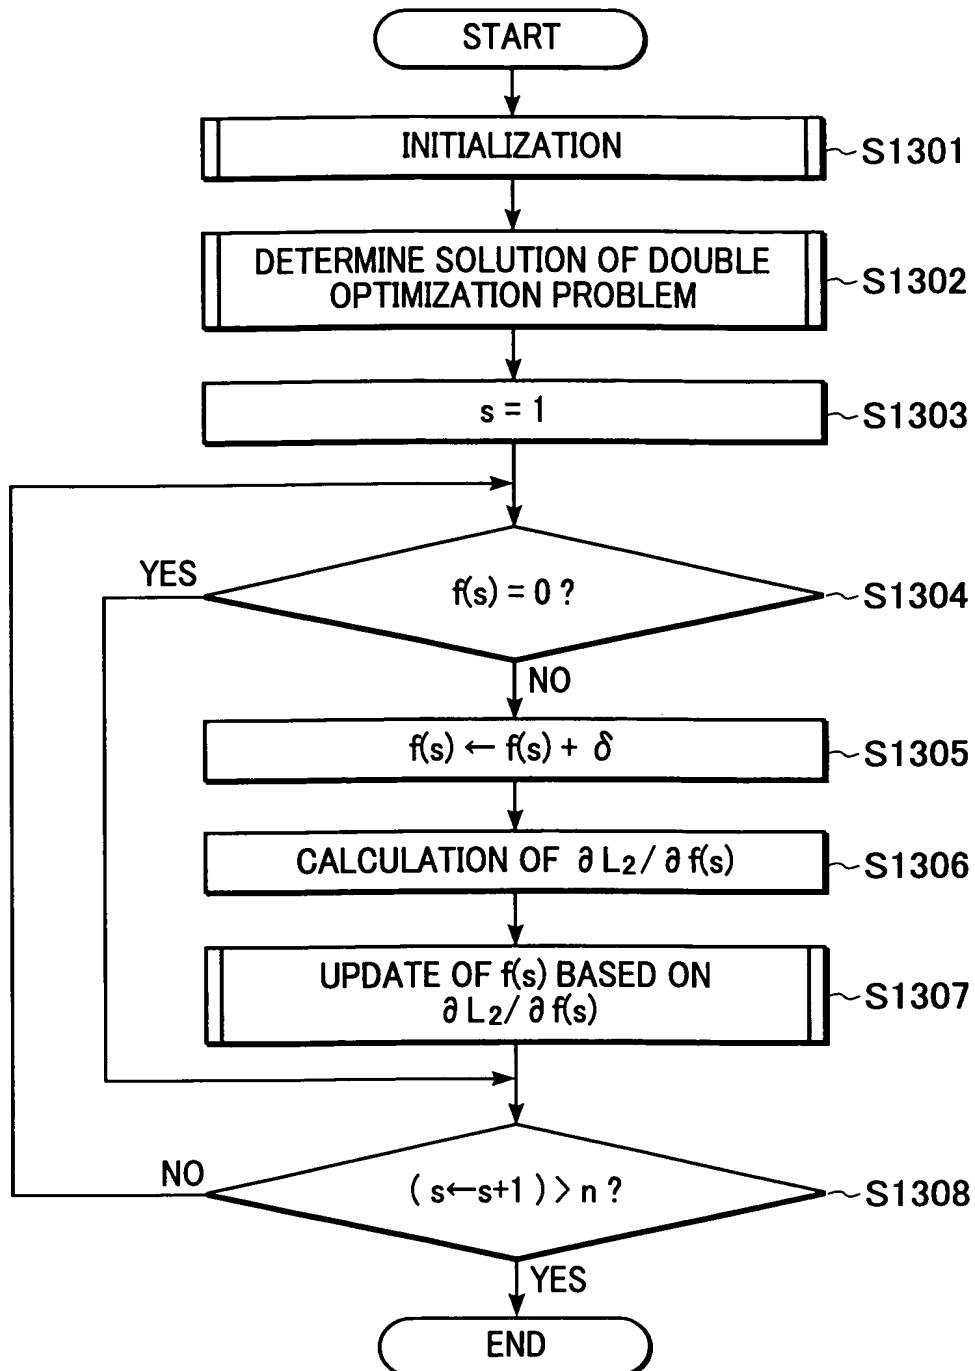 START
INITIALIZATION
S1301
DETERMINE SOLUTION OF DOUBLE
OPTIMIZATION PROBLEM
S1302
s = 1
S1303
YES
f(s) = 0 ?
S1304
NO
f(s) ← f(s) + δ
S1305
CALCULATION OF ∂L₂/∂f(s)
S1306
UPDATE OF f(s) BASED ON
∂L₂/∂f(s)
S1307
NO
( s←s+1 ) > n ?
S1308
YES
END